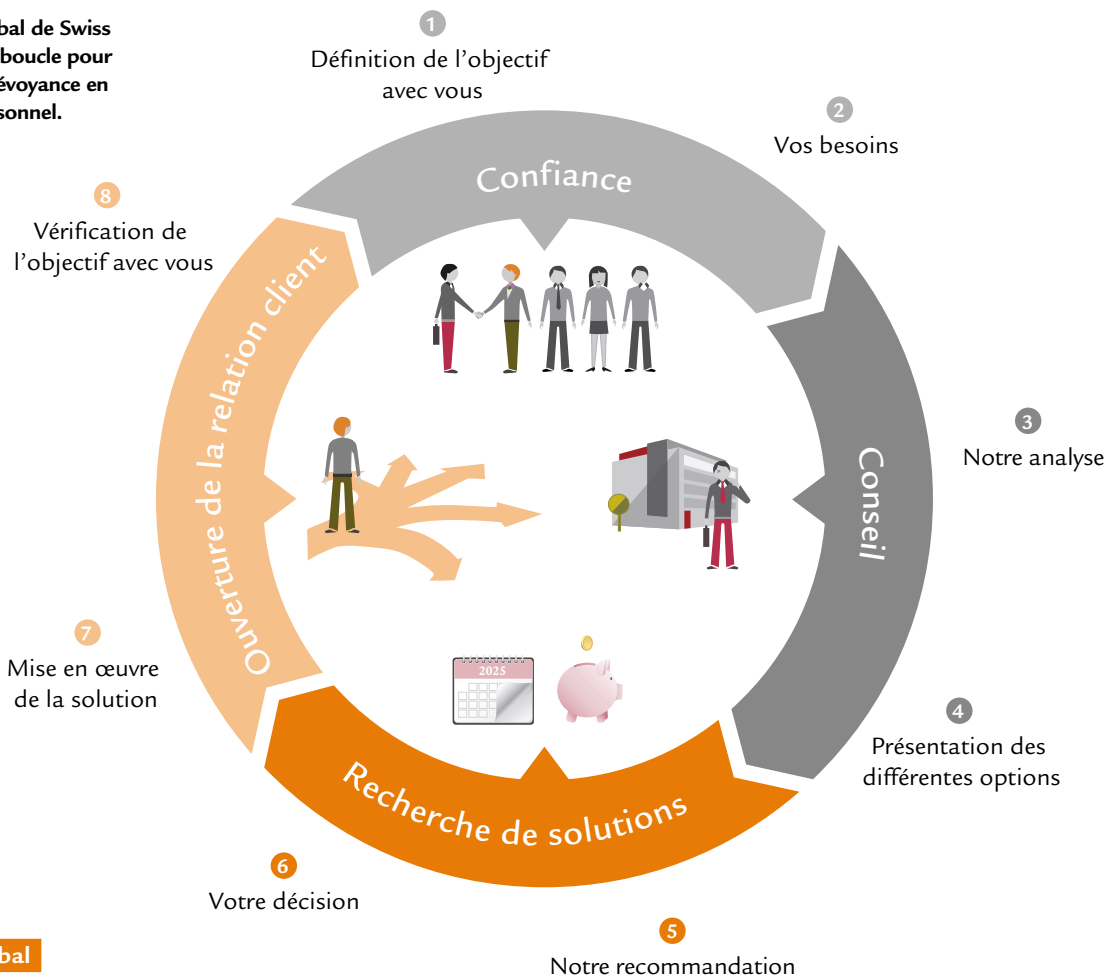 bal de Swiss
boucle pour
évoyance en
sonnel.
1
Définition de l'objectif
avec vous
2
Vos besoins
Confiance
8
Vérification de
l'objectif avec vous
Ouverture de la relation client
3
Notre analyse
Conseil
7
Mise en œuvre
de la solution
2025
4
Présentation des
différentes options
Recherche de solutions
6
Votre décision
5
Notre recommandation
bal